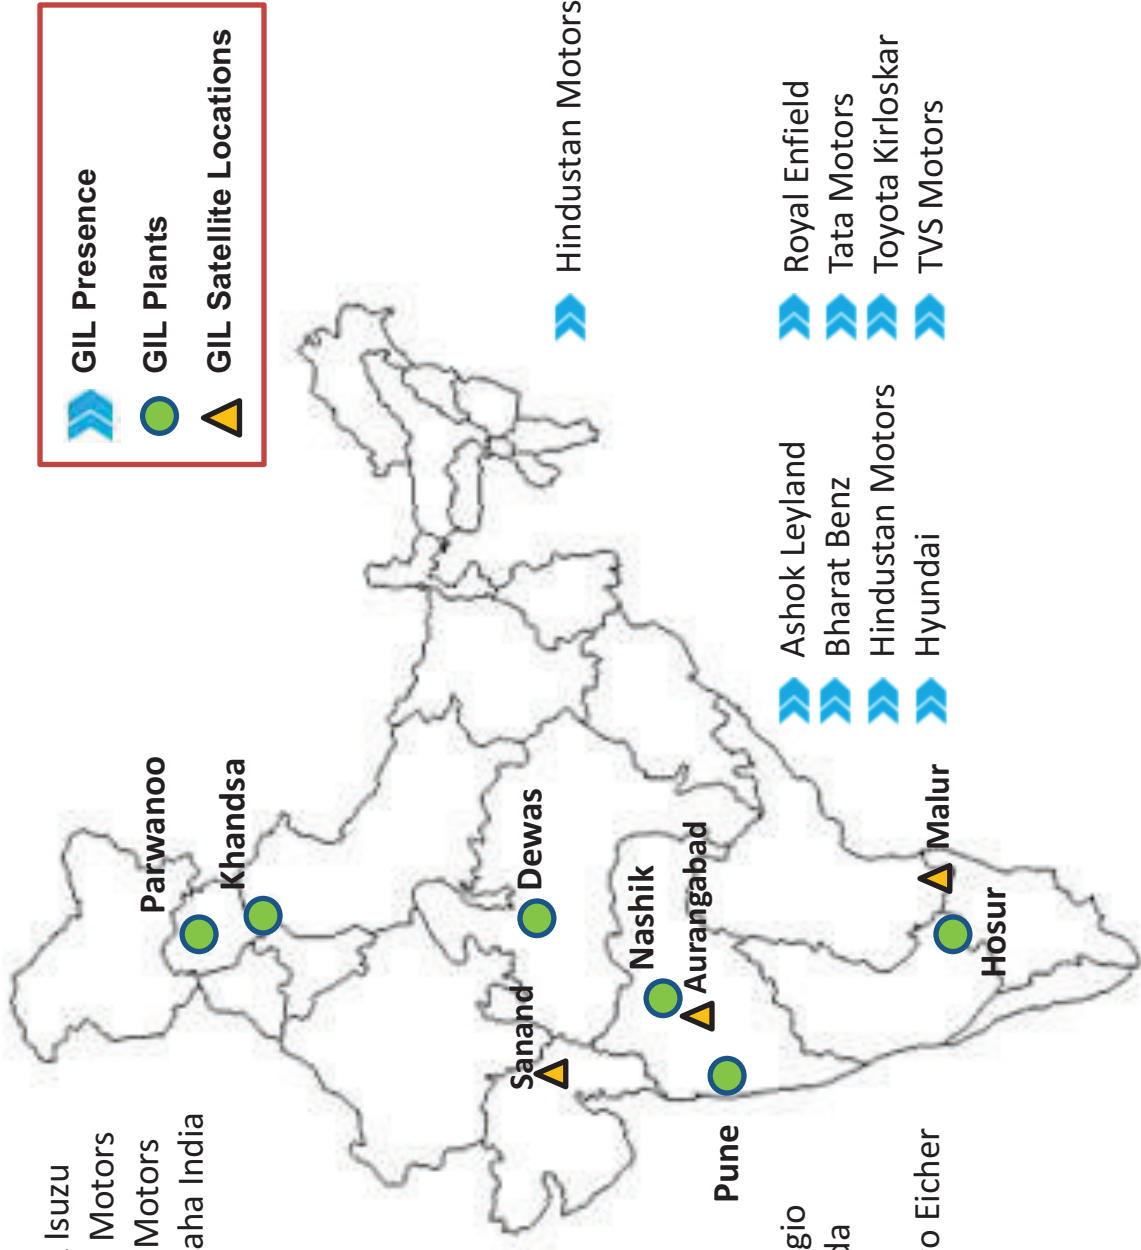 GIL Presence
GIL Plants
GIL Satellite Locations
Isuzu
Motors
Motors
aha India
Parwanoo
Khandsa
Sanand
Dewas
Hindustan Motors
Nashik
Aurangabad
Pune
Malur
Hosur
Ashok Leyland
Bharat Benz
Hindustan Motors
Hyundai
Royal Enfield
Tata Motors
Toyota Kirloskar
TVS Motors
gio
da
o Eicher